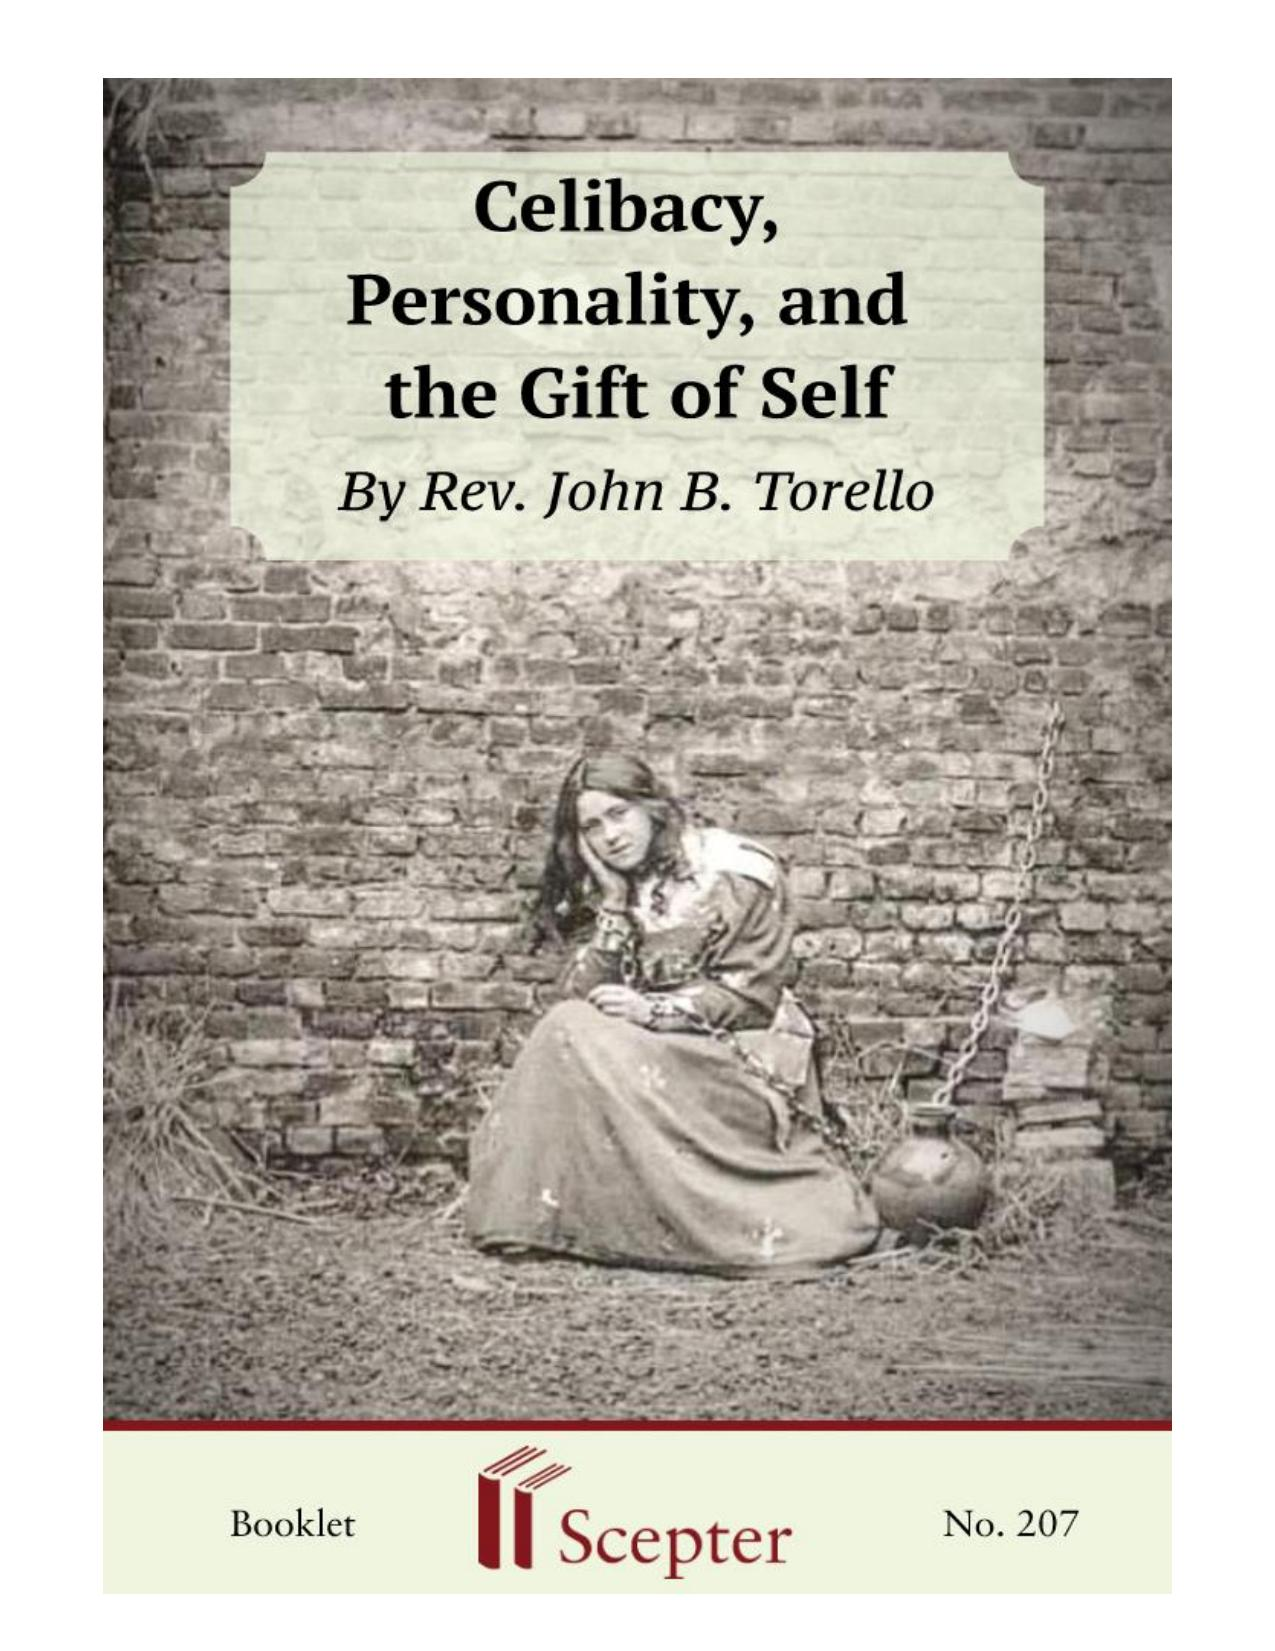 Celibacy,
Personality, and
the Gift of Self
By Rev. John B. Torello
Booklet
Scepter
No. 207